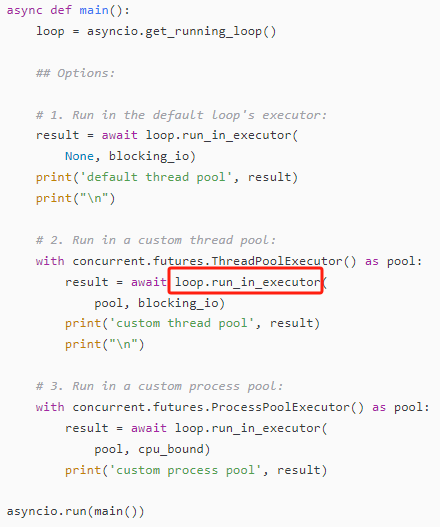 async def main():
    loop = asyncio.get_running_loop()

    ## Options:

    # 1. Run in the default loop's executor:
    result = await loop.run_in_executor(
        None, blocking_io)
    print('default thread pool', result)
    print("\n")

    # 2. Run in a custom thread pool:
    with concurrent.futures.ThreadPoolExecutor() as pool:
        result = await loop.run_in_executor(
            pool, blocking_io)
        print('custom thread pool', result)
        print("\n")

    # 3. Run in a custom process pool:
    with concurrent.futures.ProcessPoolExecutor() as pool:
        result = await loop.run_in_executor(
            pool, cpu_bound)
        print('custom process pool', result)

asyncio.run(main())